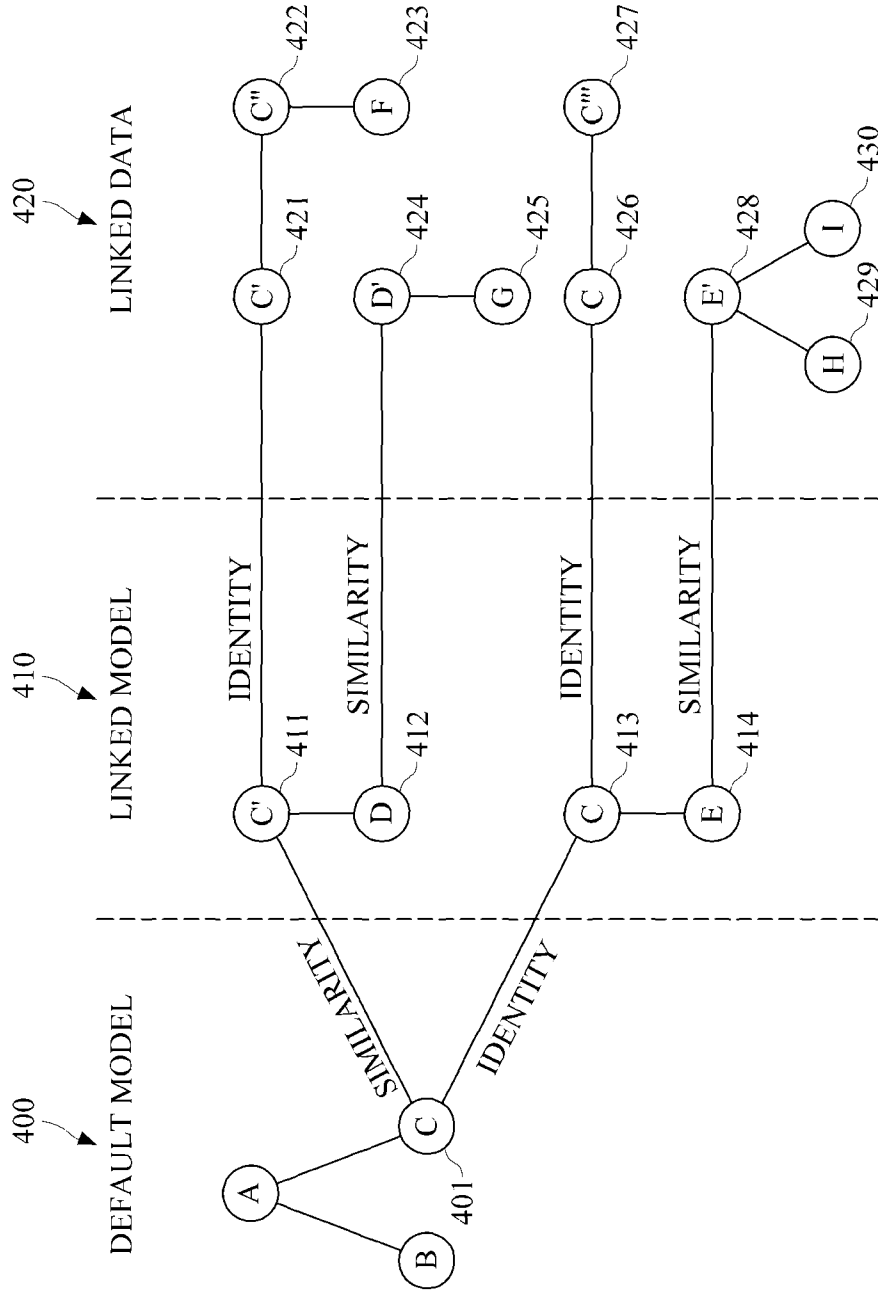 400
DEFAULT MODEL
A
B
C
401
SIMILARITY
IDENTITY
410
LINKED MODEL
C'
411
D
412
C
413
E
414
IDENTITY
SIMILARITY
IDENTITY
SIMILARITY
420
LINKED DATA
C'
421
C"
422
F
423
D'
424
G
425
C
426
C'''
427
E'
428
H
429
I
430